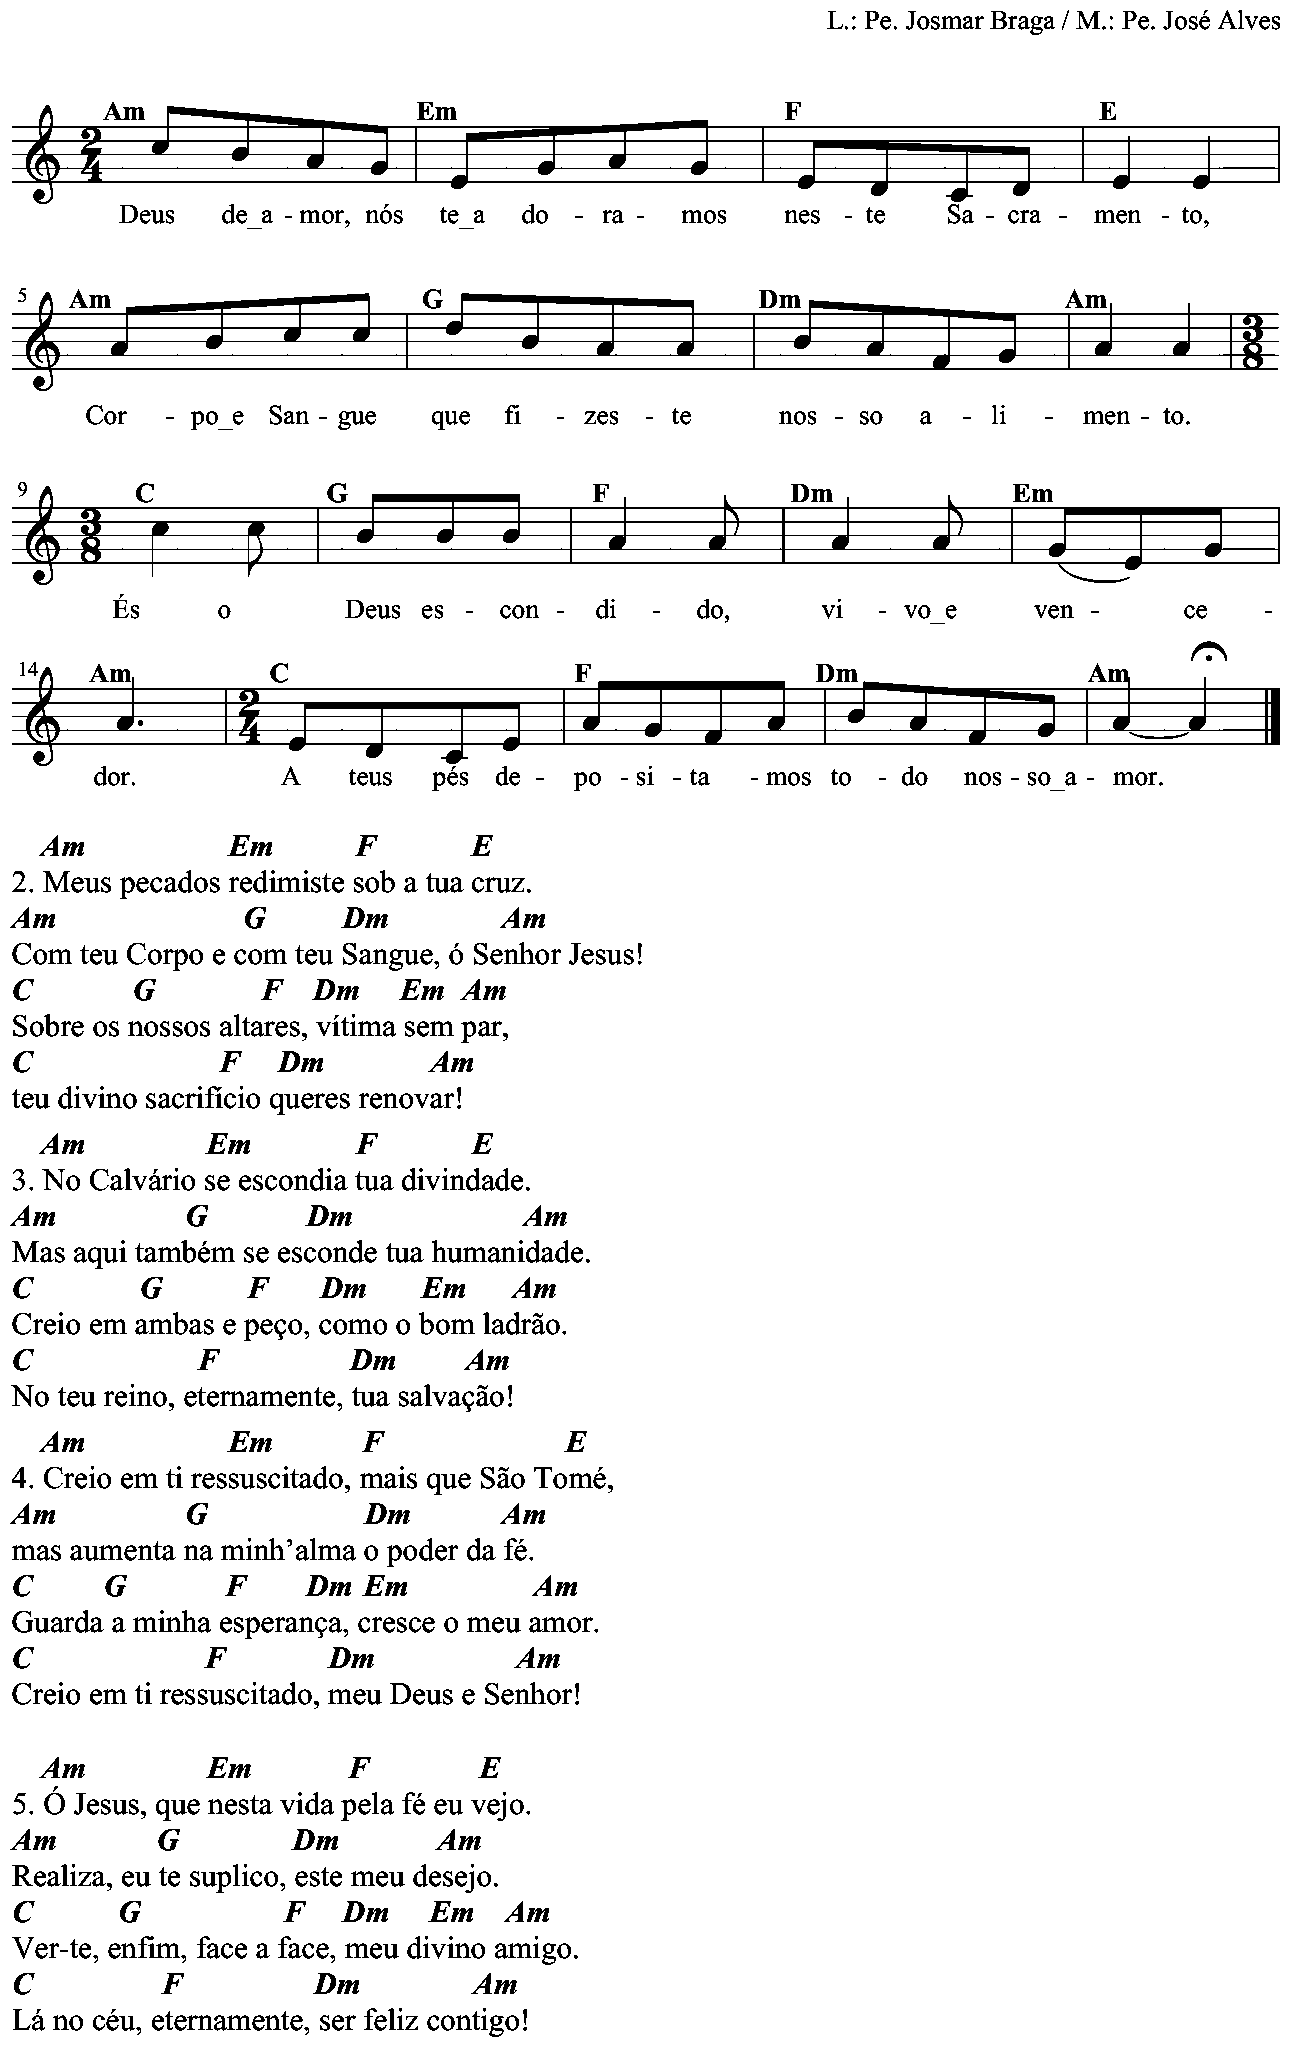 L.: Pe. Josmar Braga / M.: Pe. José Alves
Am Em F E
2 4
Deus de_a - mor, nós te_a do - ra - mos nes - te Sa - cra - men - to,
5 Am G Dm Am
3 8
Cor - po_e San - gue que fi - zes - te nos - so a - li - men - to.
9 C G F Dm Em
3 8
És o Deus es - con - di - do, vi - vo_e ven - ce -
14 Am C F Dm Am
2 4
dor. A teus pés de - po - si - ta - mos to - do nos - so_a - mor.
Am Em F E
2. Meus pecados redimiste sob a tua cruz.
Am G Dm Am
Com teu Corpo e com teu Sangue, ó Senhor Jesus!
C G F Dm Em Am
Sobre os nossos altares, vítima sem par,
C F Dm Am
teu divino sacrifício queres renovar!
Am Em F E
3. No Calvário se escondia tua divindade.
Am G Dm Am
Mas aqui também se esconde tua humanidade.
C G F Dm Em Am
Creio em ambas e peço, como o bom ladrão.
C F Dm Am
No teu reino, eternamente, tua salvação!
Am Em F E
4. Creio em ti ressuscitado, mais que São Tomé,
Am G Dm Am
mas aumenta na minh’alma o poder da fé.
C G F Dm Em Am
Guarda a minha esperança, cresce o meu amor.
C F Dm Am
Creio em ti ressuscitado, meu Deus e Senhor!
Am Em F E
5. Ó Jesus, que nesta vida pela fé eu vejo.
Am G Dm Am
Realiza, eu te suplico, este meu desejo.
C G F Dm Em Am
Ver-te, enfim, face a face, meu divino amigo.
C F Dm Am
Lá no céu, eternamente, ser feliz contigo!